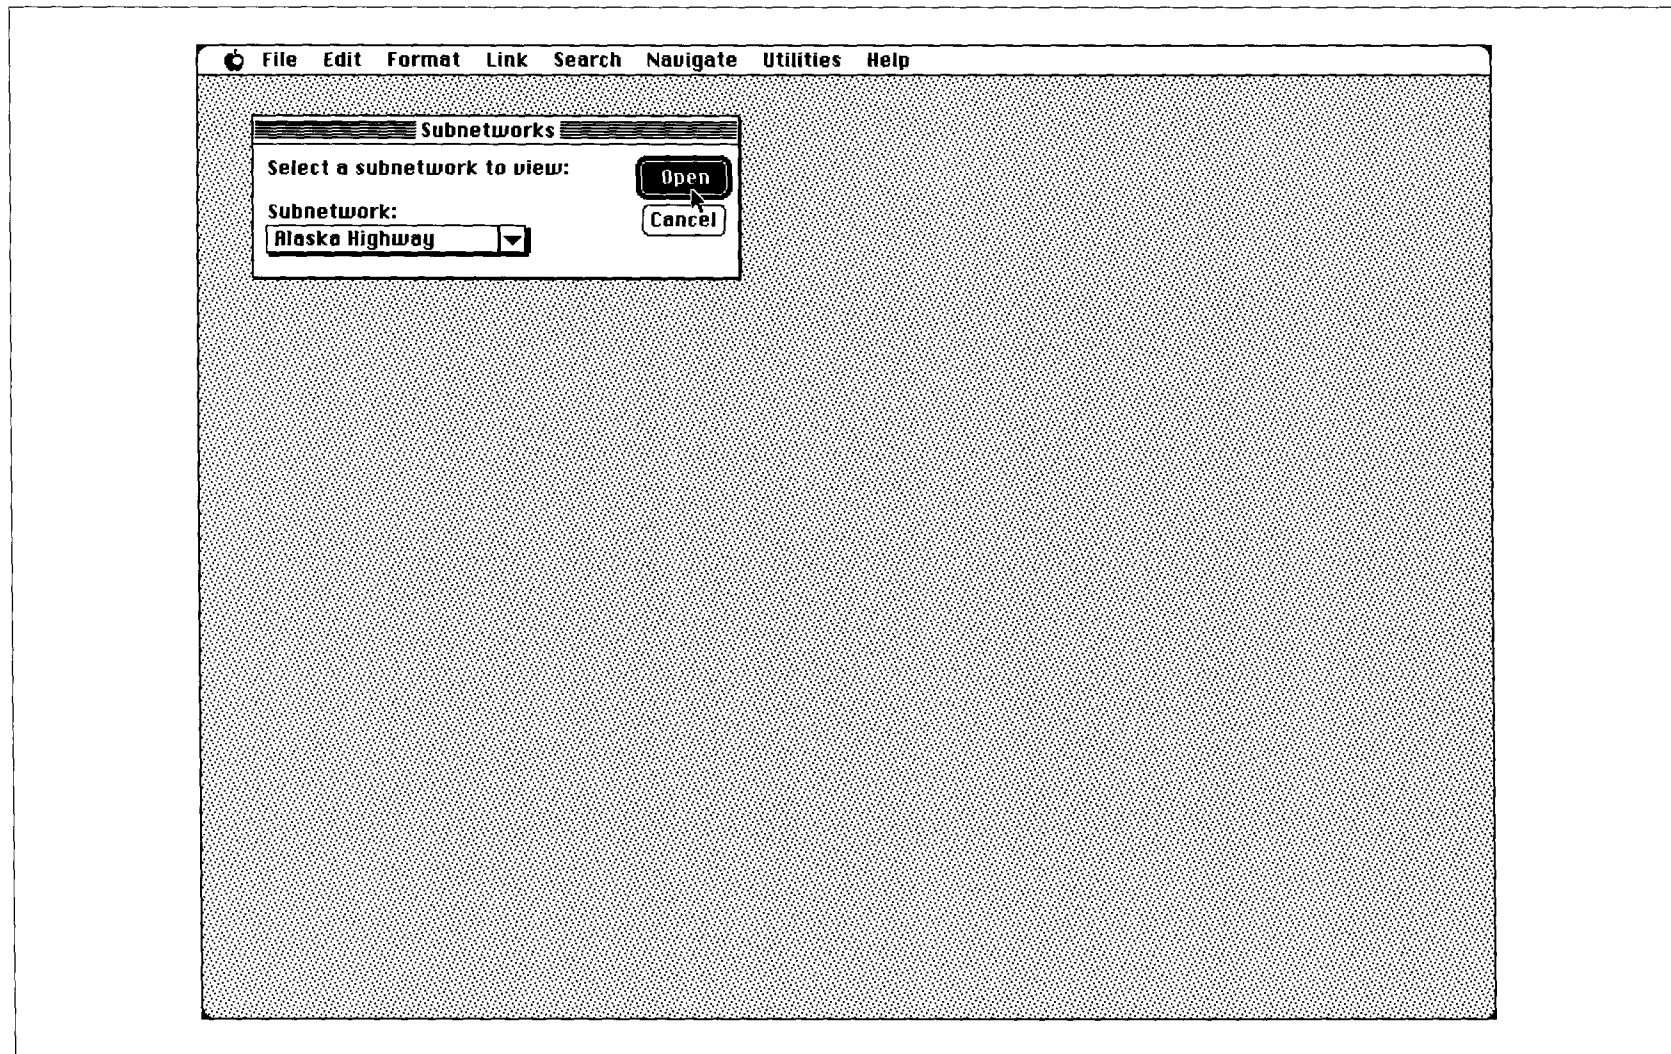 File Edit Format Link Search Navigate Utilities Help
Subnetworks
Select a subnetwork to view:
Open
Subnetwork:
Cancel
Alaska Highway